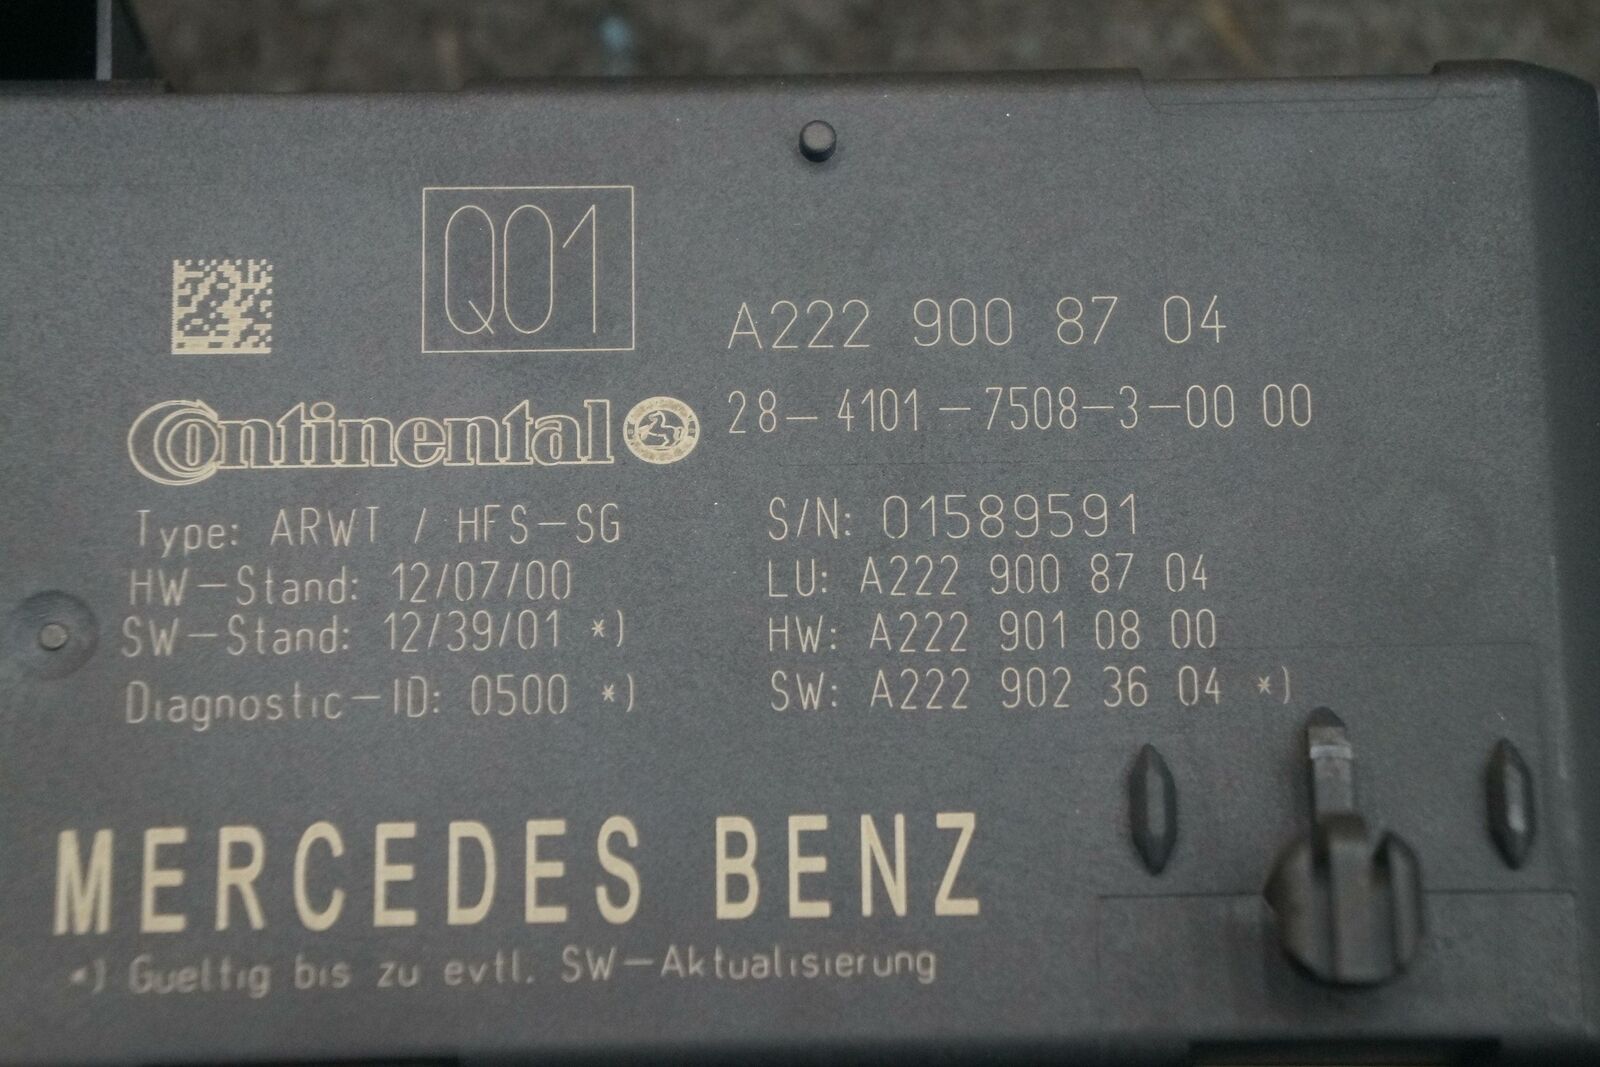 Q01
A222 900 87 04
Continental
28-4101-7508-3-00 00
Type: ARWT / HFS-SG
S/N: 01589591
HW-Stand: 12/07/00
LU: A222 900 87 04
SW-Stand: 12/39/01 *)
HW: A222 901 08 00
Diagnostic-ID: 0500 *)
SW: A222 902 36 04 *)
MERCEDES BENZ
*) Gueltig bis zu evtl. SW-Aktualisierung